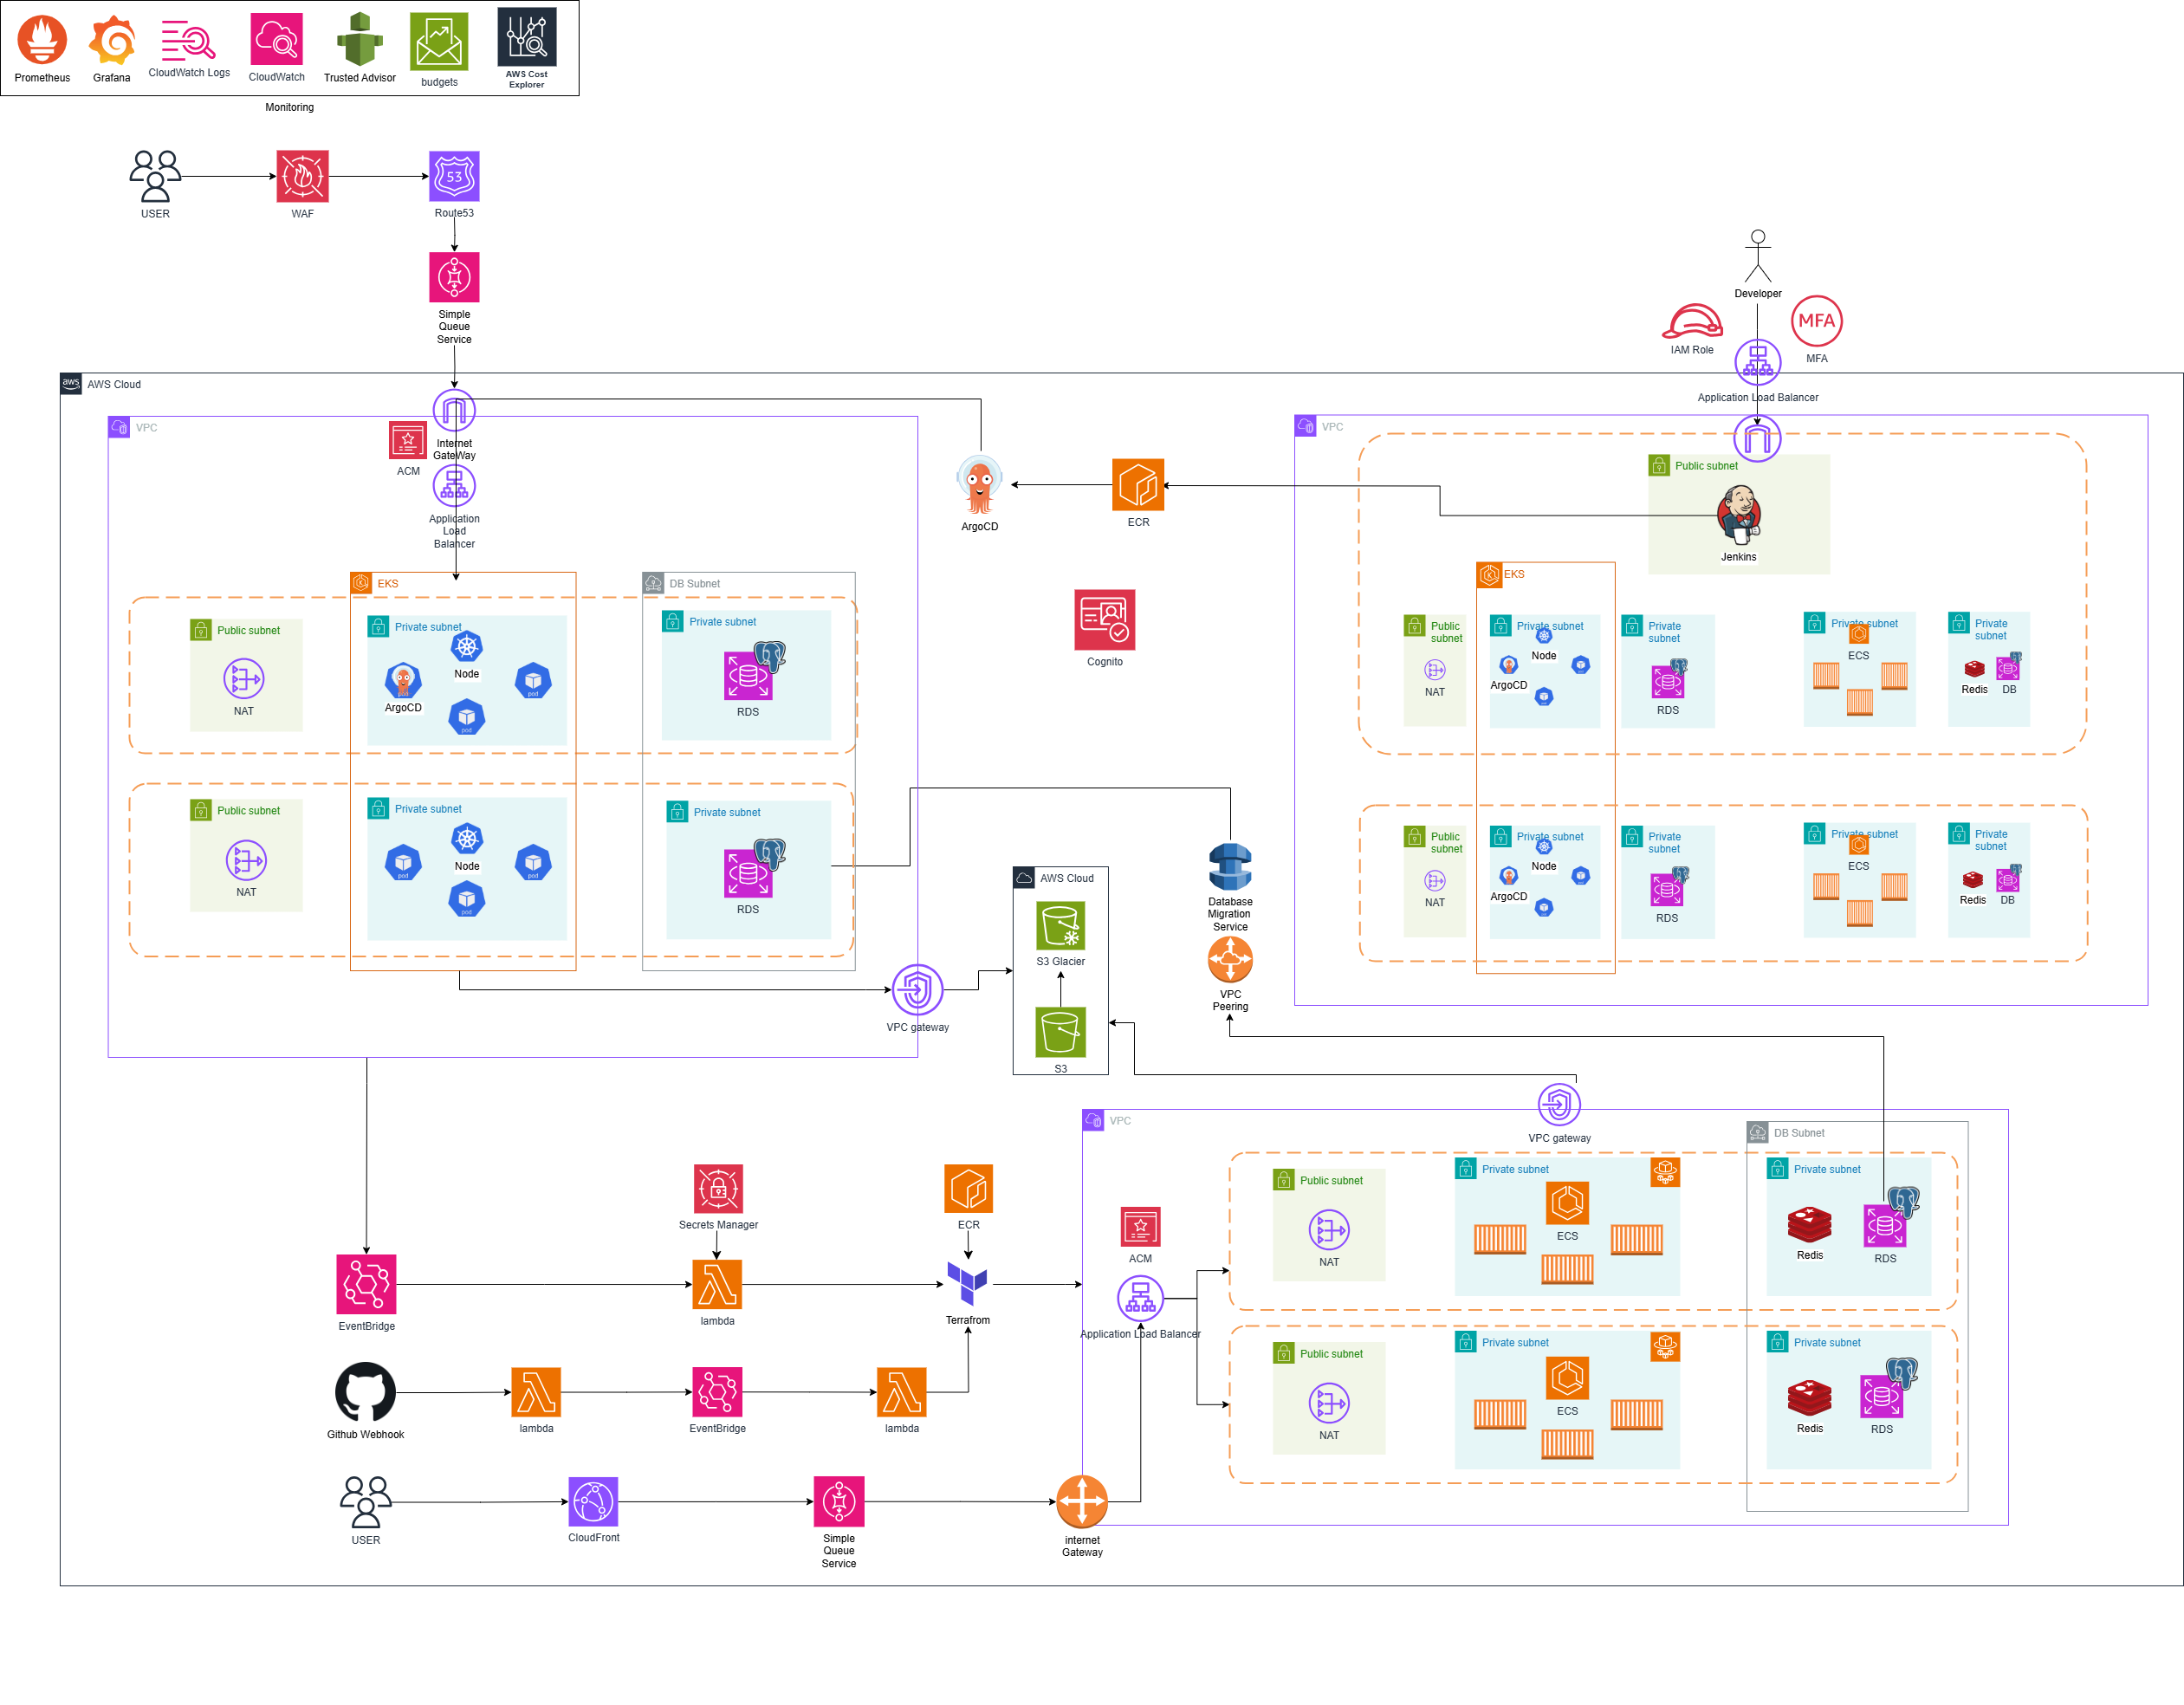 Prometheus
Grafana
CloudWatch Logs
CloudWatch
Trusted Advisor
budgets
AWS Cost
Explorer
Monitoring
USER
WAF
53
Route53
Simple
Queue
Service
Developer
IAM Role
MFA
MFA
Application Load Balancer
aws
AWS Cloud
VPC
Internet
GateWay
ACM
Application
Load
Balancer
ArgoCD
ECR
Cognito
EKS
DB Subnet
Public subnet
NAT
Private subnet
Node
pod
ArgoCD
pod
pod
Private subnet
RDS
Public subnet
NAT
Private subnet
pod
Node
pod
pod
Private subnet
RDS
VPC gateway
VPC
Public subnet
Jenkins
EKS
Public
subnet
NAT
Private subnet
Node
ArgoCD
Private
subnet
RDS
Private subnet
ECS
Private
subnet
Redis
DB
Public
subnet
NAT
Private subnet
Node
ArgoCD
Private
subnet
RDS
Private subnet
ECS
Private
subnet
Redis
DB
AWS Cloud
S3 Glacier
S3
Database
Migration
Service
VPC
Peering
VPC gateway
VPC
DB Subnet
Public subnet
NAT
Private subnet
ECS
Private subnet
Redis
RDS
ACM
Application Load Balancer
Public subnet
NAT
Private subnet
ECS
Private subnet
Redis
RDS
Secrets Manager
ECR
EventBridge
lambda
Terrafrom
Github Webhook
lambda
EventBridge
lambda
USER
CloudFront
Simple
Queue
Service
internet
Gateway